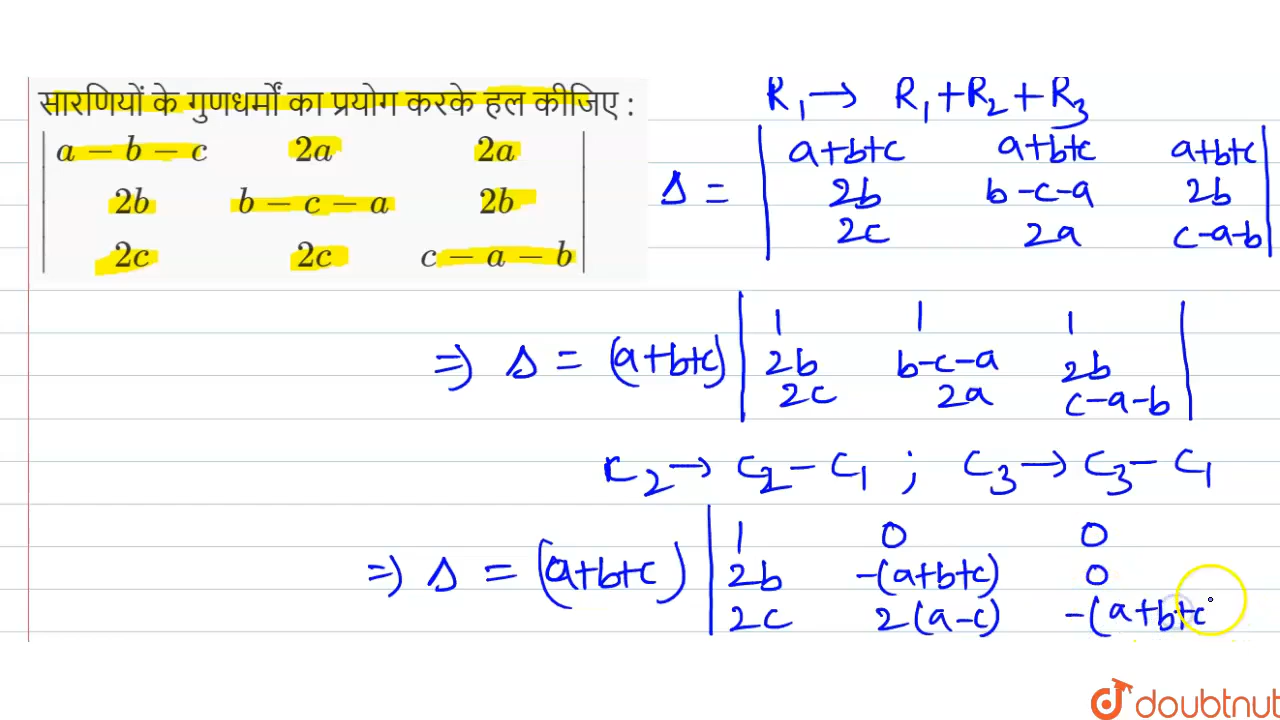 सारणियों के गुणधर्मों का प्रयोग करके हल कीजिए :
a − b − c 2a 2a
2b b − c − a 2b
2c 2c c − a − b
R₁ → R₁ + R₂ + R₃
a+b+c a+b+c a+b+c
Δ = 2b b-c-a 2b
2c 2a c-a-b
1 1 1
⇒ Δ = (a+b+c) 2b b-c-a 2b
2c 2a c-a-b
C₂ → C₂ - C₁ ; C₃ → C₃ - C₁
1 0 0
⇒ Δ = (a+b+c) 2b -(a+b+c) 0
2c 2(a-c) -(a+b+c
doubtnut